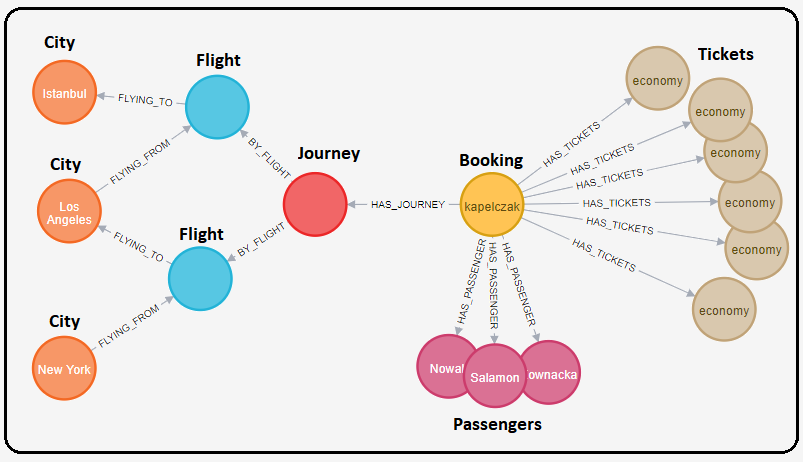 City
Flight
Tickets
Istanbul
FLYING_TO
economy
economy
City
FLYING_FROM
BY_FLIGHT
Journey
Booking
HAS_TICKETS
HAS_TICKETS
economy
HAS_TICKETS
Los
Angeles
HAS_JOURNEY
kapelczak
HAS_TICKETS
economy
Flight
FLYING_TO
BY_FLIGHT
HAS_TICKETS
economy
HAS_TICKETS
City
FLYING_FROM
HAS_PASSENGER
HAS_PASSENGER
HAS_PASSENGER
economy
New York
Salamon
ownacka
Passengers